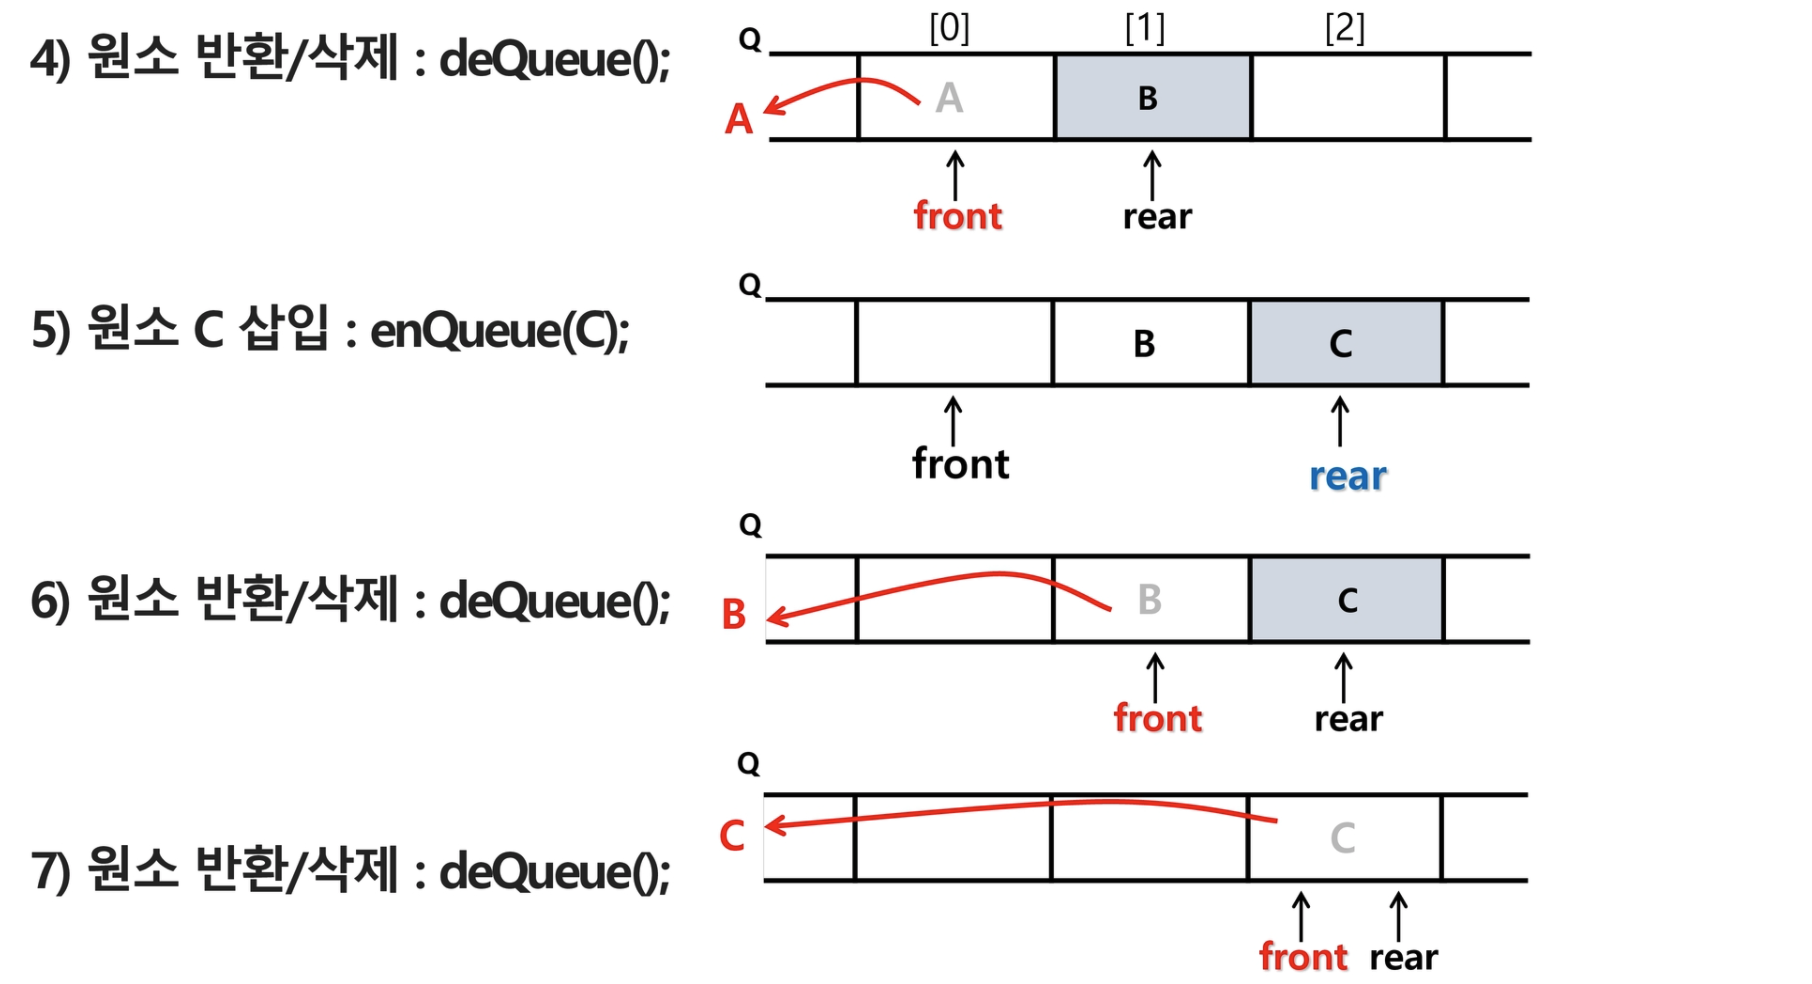 4) 원소 반환/삭제 : deQueue();
Q [0] [1] [2]
A A B
front rear
5) 원소 C 삽입 : enQueue(C);
Q
B C
front rear
6) 원소 반환/삭제 : deQueue();
Q
B B C
front rear
7) 원소 반환/삭제 : deQueue();
Q
C C
front rear